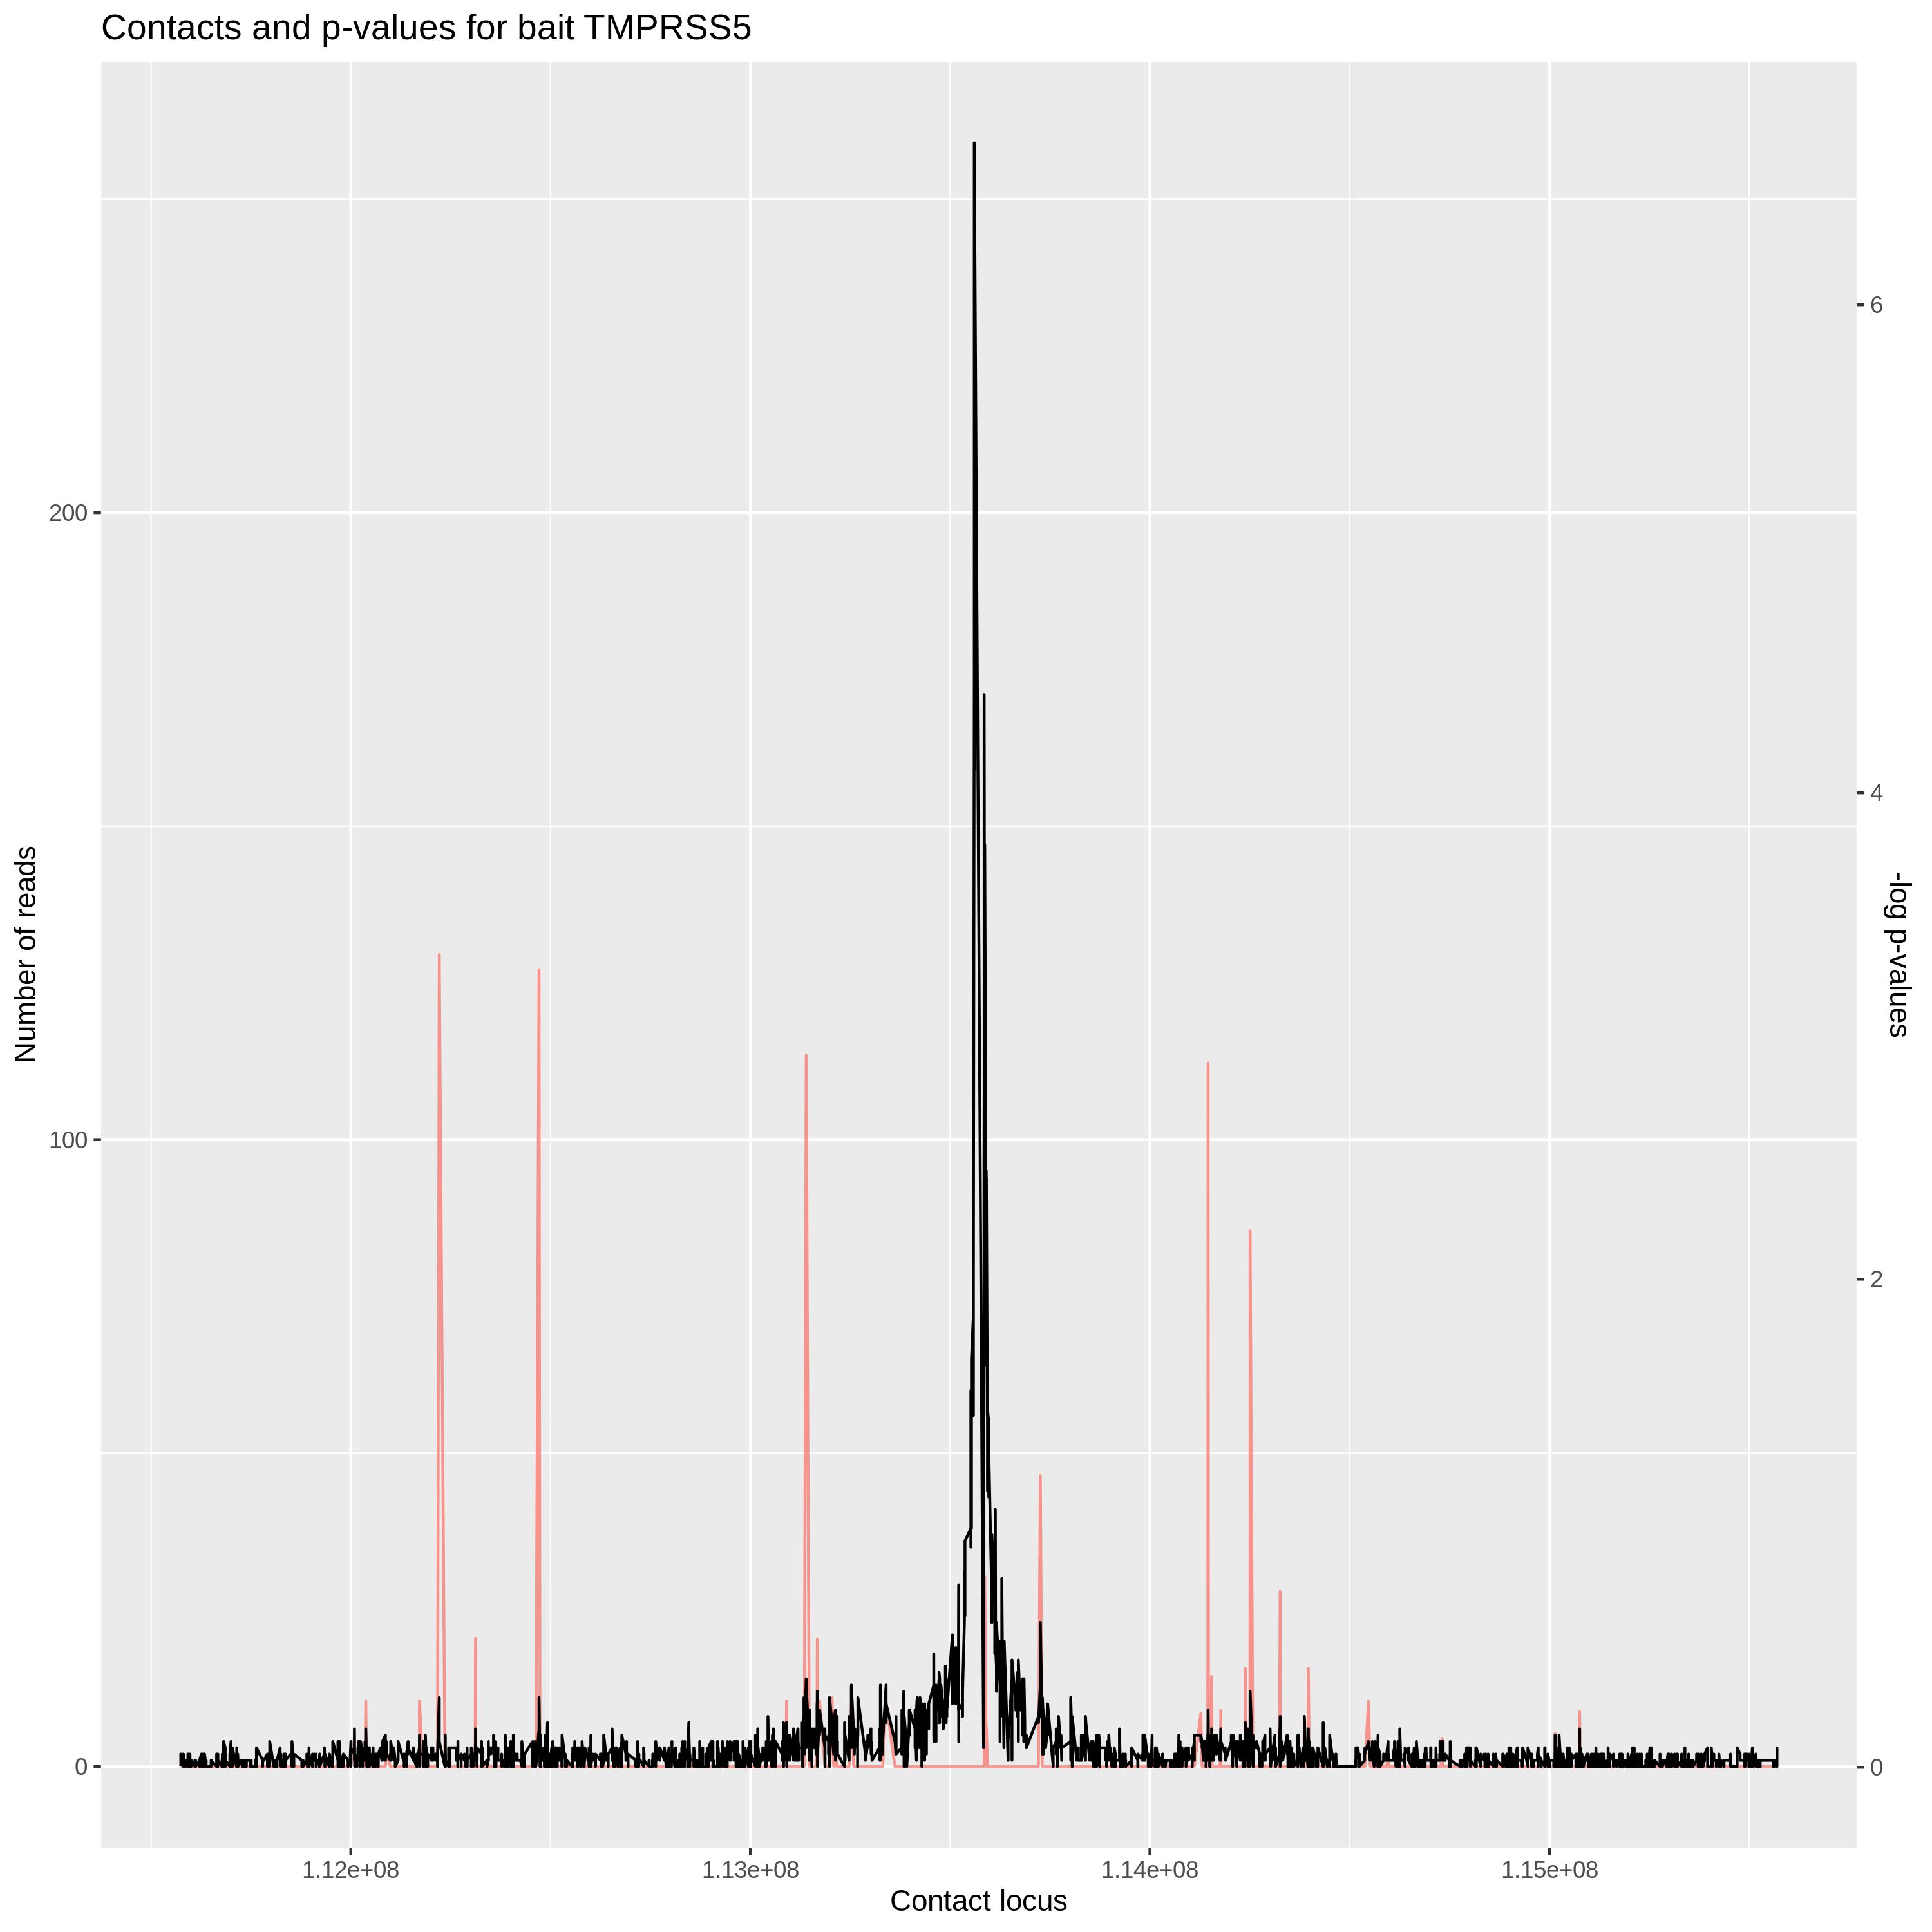 Contacts and p-values for bait TMPRSS5
Number of reads
200
100
0
6
4
2
0
-log p-values
1.12e+08
1.13e+08
1.14e+08
1.15e+08
Contact locus